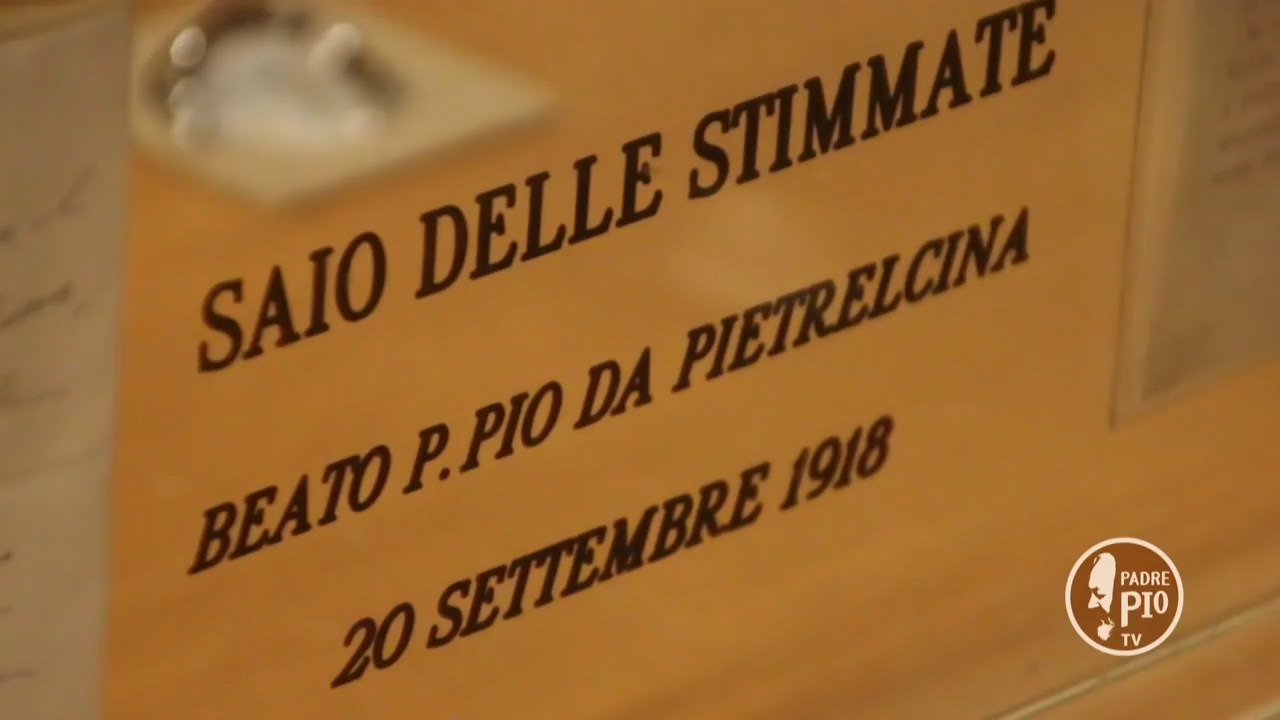 SAIO DELLE STIMMATE
BEATO P. PIO DA PIETRELCINA
20 SETTEMBRE 1918
PADRE
PIO
TV